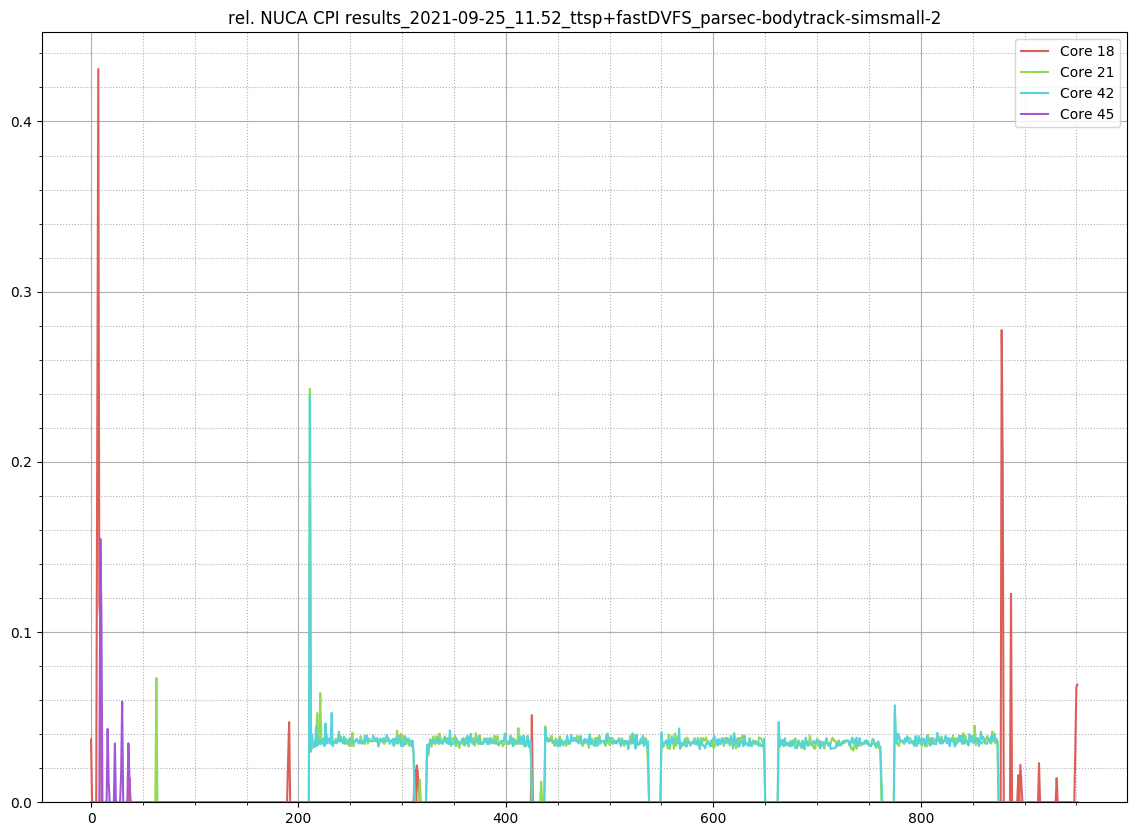 rel. NUCA CPI results_2021-09-25_11.52_ttsp+fastDVFS_parsec-bodytrack-simsmall-2
Core 18
Core 21
Core 42
Core 45
0.4
0.3
0.2
0.1
0.0
0 200 400 600 800